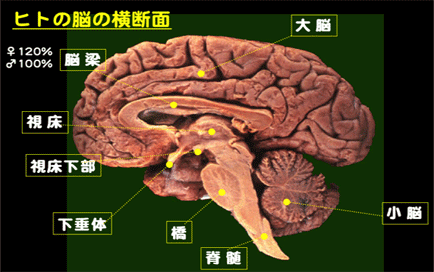 ヒトの脳の横断面
♀120%
♂100%
脳梁
大脳
視床
視床下部
下垂体
橋
脊髄
小脳